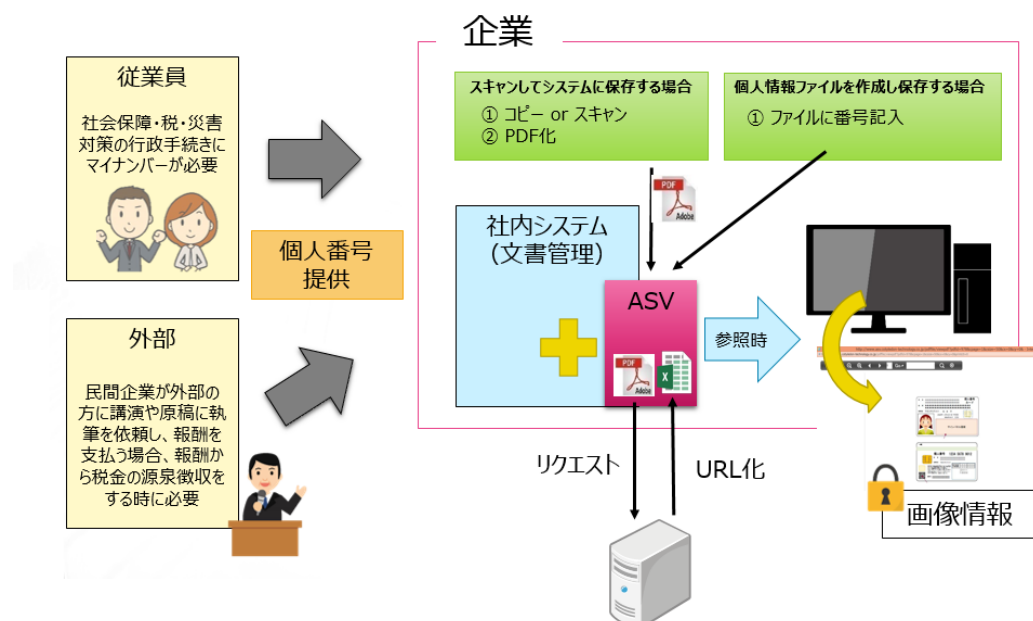 企業
従業員
社会保障・税・災害
対策の行政手続きに
マイナンバーが必要
個人番号
提供
外部
民間企業が外部の
方に講演や原稿に執
筆を依頼し、報酬を
支払う場合、報酬か
ら税金の源泉徴収を
する時に必要
スキャンしてシステムに保存する場合
① コピー or スキャン
② PDF化
個人情報ファイルを作成し保存する場合
① ファイルに番号記入
PDF
Adobe
社内システム
(文書管理)
ASV
PDF
Adobe
X
参照時
リクエスト
URL化
画像情報